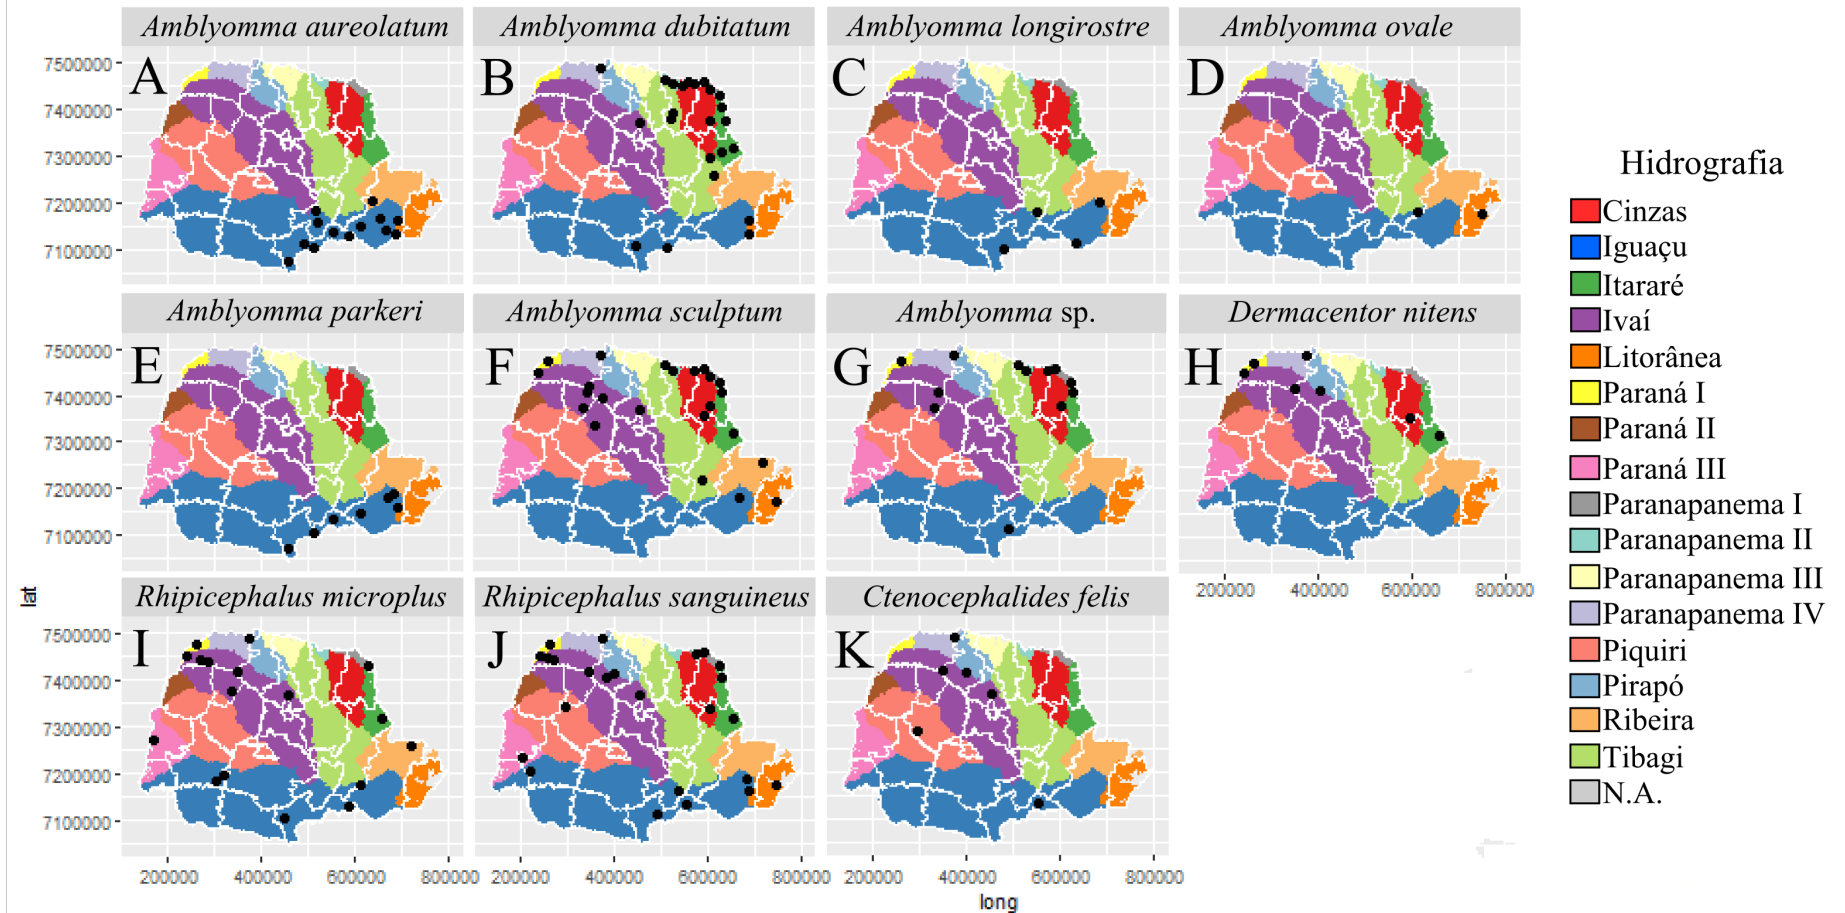 Amblyomma aureolatum
Amblyomma dubitatum
Amblyomma longirostre
Amblyomma ovale
A
B
C
D
7500000
7400000
7300000
7200000
7100000
Amblyomma parkeri
Amblyomma sculptum
Amblyomma sp.
Dermacentor nitens
E
F
G
H
7500000
7400000
7300000
7200000
7100000
200000 400000 600000 800000
Rhipicephalus microplus
Rhipicephalus sanguineus
Ctenocephalides felis
I
J
K
7500000
7400000
7300000
7200000
7100000
200000 400000 600000 800000
200000 400000 600000 800000
200000 400000 600000 800000
lat
long
Hidrografia
Cinzas
Iguaçu
Itararé
Ivaí
Litorânea
Paraná I
Paraná II
Paraná III
Paranapanema I
Paranapanema II
Paranapanema III
Paranapanema IV
Piquiri
Pirapó
Ribeira
Tibagi
N.A.